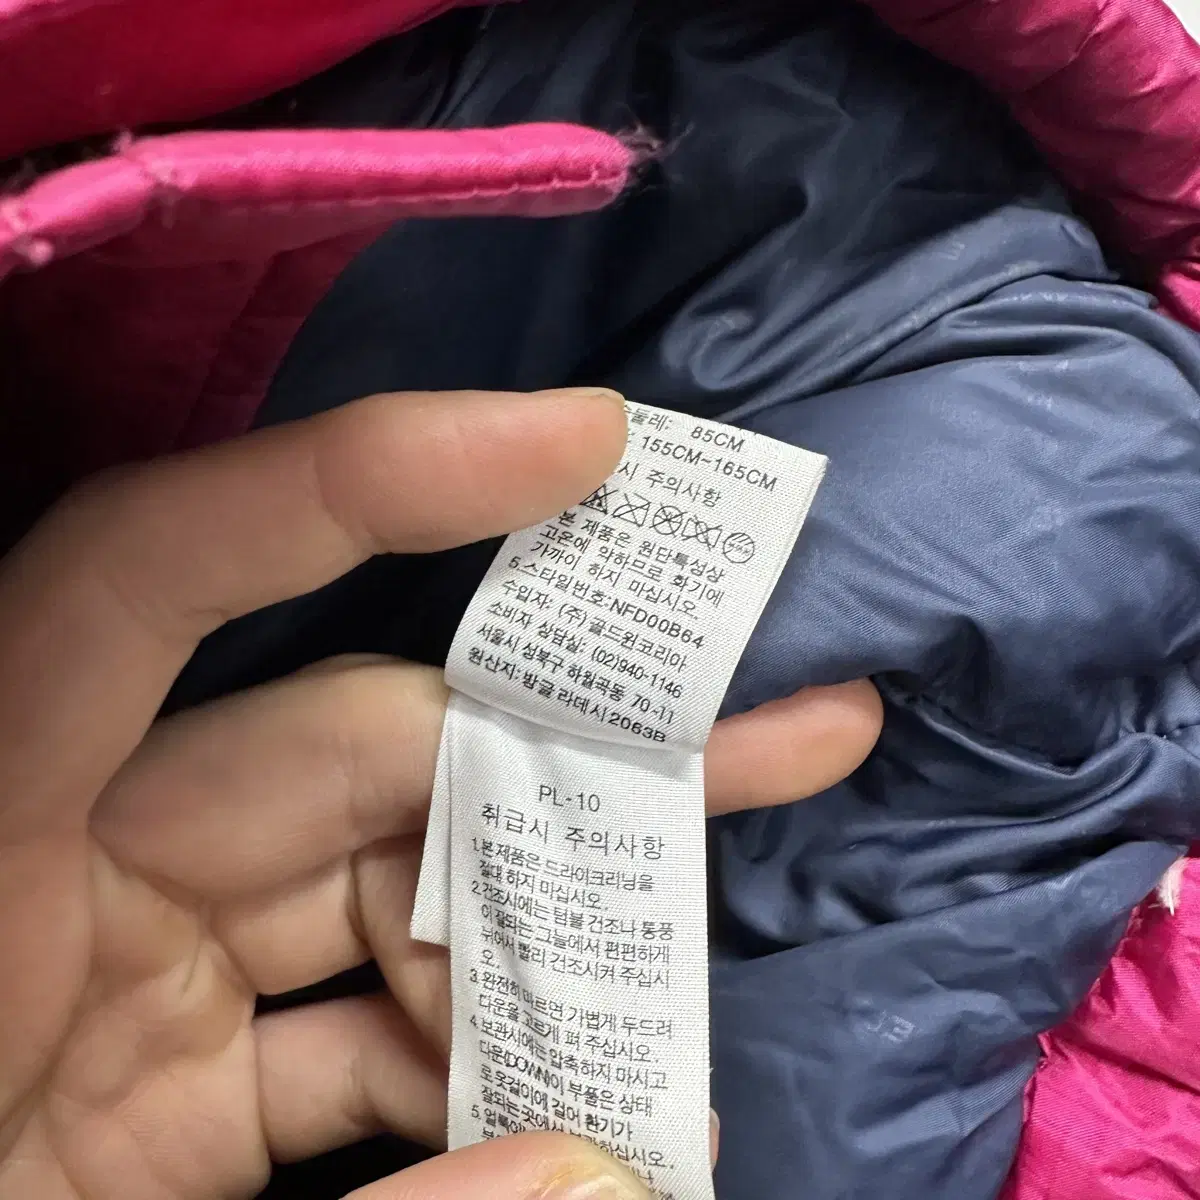 둘레: 85CM
155CM~165CM
시 주의사항
본 제품은 원단특성상
고온에 약하므로 화기에
가까이 하지 마십시오.
5.스타일번호:NFD00B64
수입자: (주)골드윈코리아
소비자 상담실: (02)940-1146
서울시 성북구 하월곡동 70-11
원산지:방글라데시2063B
PL-10
취급시 주의사항
1.본 제품은 드라이크리닝을
절대 하지 마십시오.
2.건조시에는 텀블 건조나 통풍
이 잘되는 그늘에서 편편하게
뉘어서 빨리 건조시켜 주십시
오.
3.완전히 마르면 가볍게 두드려
다운을 고르게 펴 주십시오.
4.보관시에는 압축하지 마시고
다운(DOWN)이 부풀은 상태
로 옷걸이에 걸어 환기가
잘되는 곳에서 보관하십시오.
5.